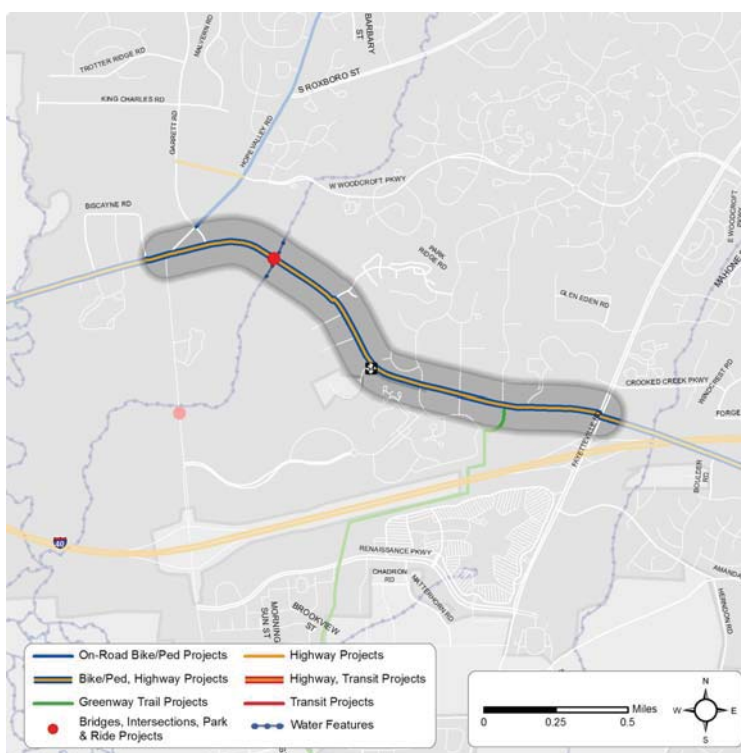 BARBARY
ST
MALVERN RD
TROTTER RIDGE RD
S ROXBORO ST
KING CHARLES RD
GARRETT RD
HOPE VALLEY RD
W WOODCROFT PKWY
BISCAYNE RD
E WOODCROFT
PARK
RIDGE RD
GLEN EDEN RD
CROOKED CREEK PKWY
WINDCREST RD
FORGE
FAYETTEVILLE
BOULDER
RD
40
RENAISSANCE PKWY
CHADRON
RD
MATTERHORN RD
AMANDA
HERNDON RD
MORNING
SUN ST
BROOKVIEW
ST
On-Road Bike/Ped Projects
Highway Projects
Bike/Ped, Highway Projects
Highway, Transit Projects
Greenway Trail Projects
Transit Projects
Bridges, Intersections, Park
& Ride Projects
Water Features
Miles
0 0.25 0.5
N
W E
S